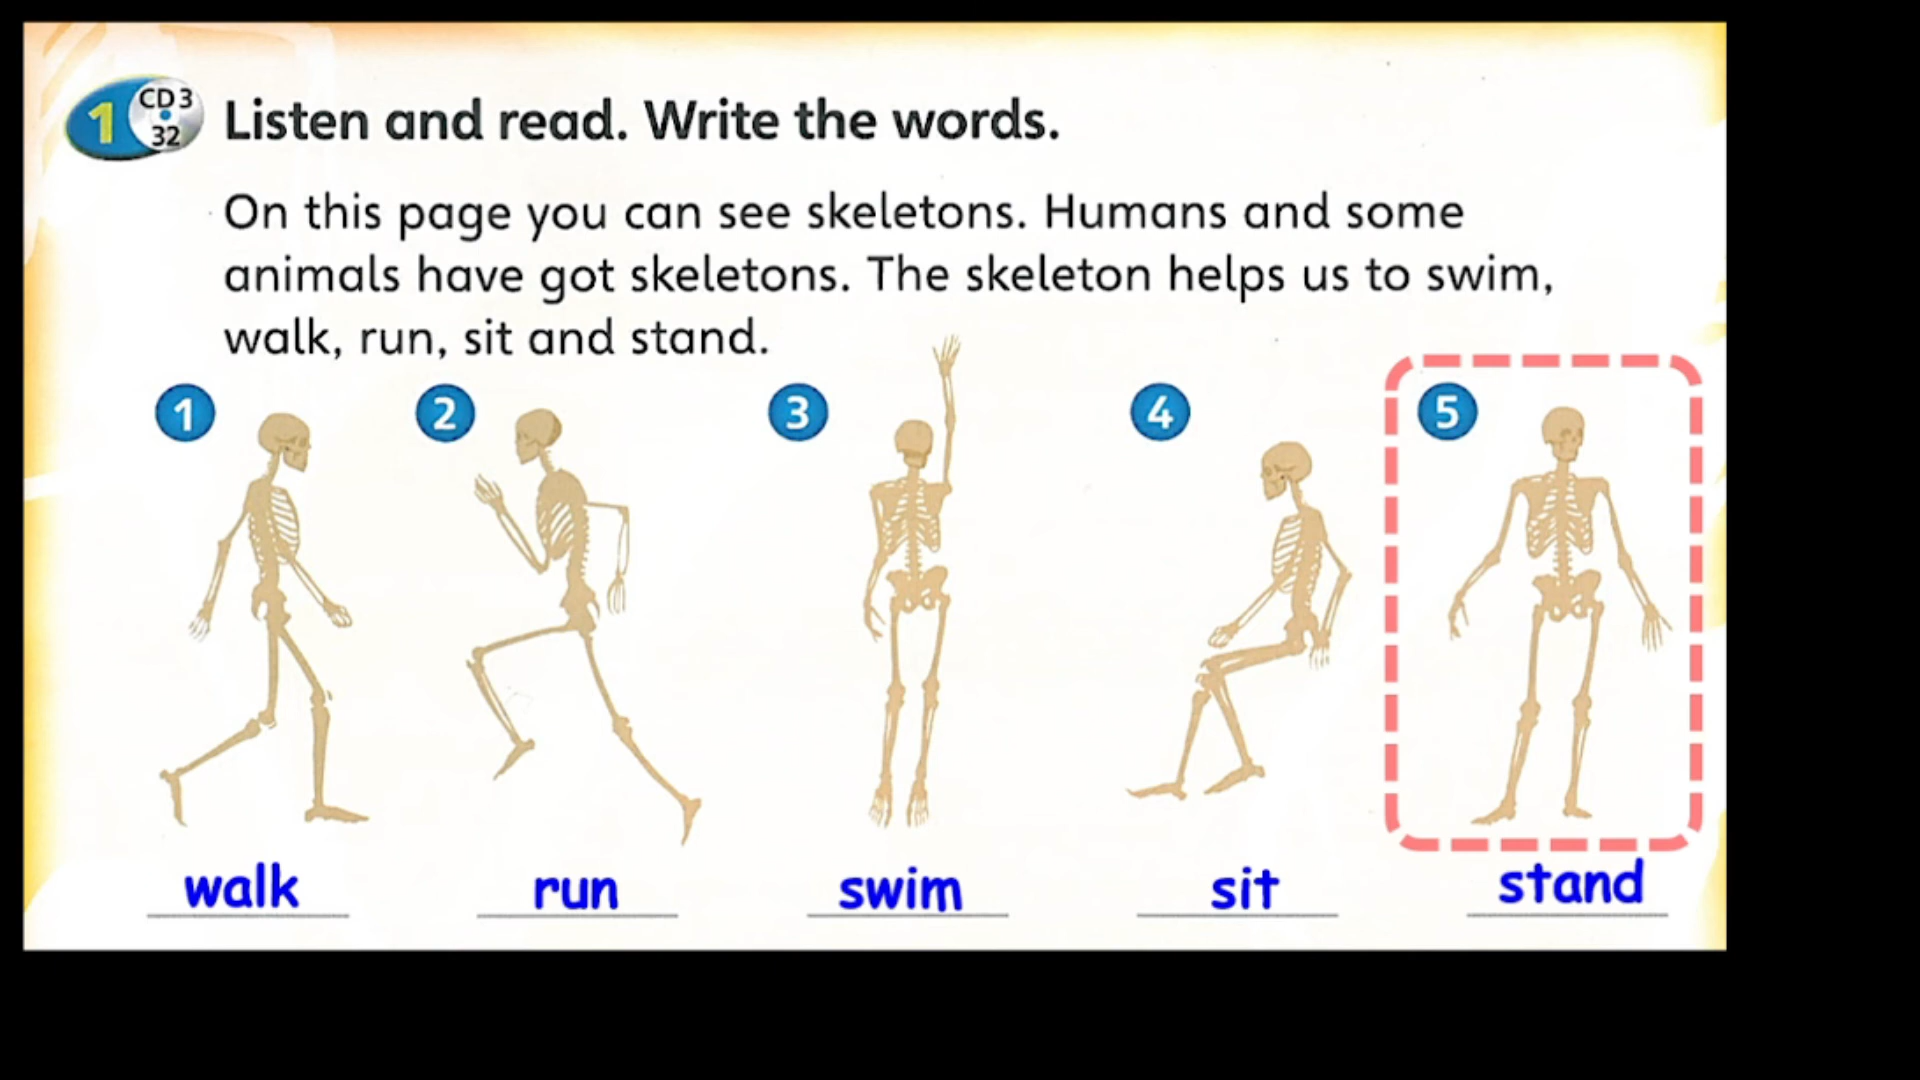 1 CD 3 32 Listen and read. Write the words.
On this page you can see skeletons. Humans and some
animals have got skeletons. The skeleton helps us to swim,
walk, run, sit and stand.
1 2 3 4 5
walk run swim sit stand